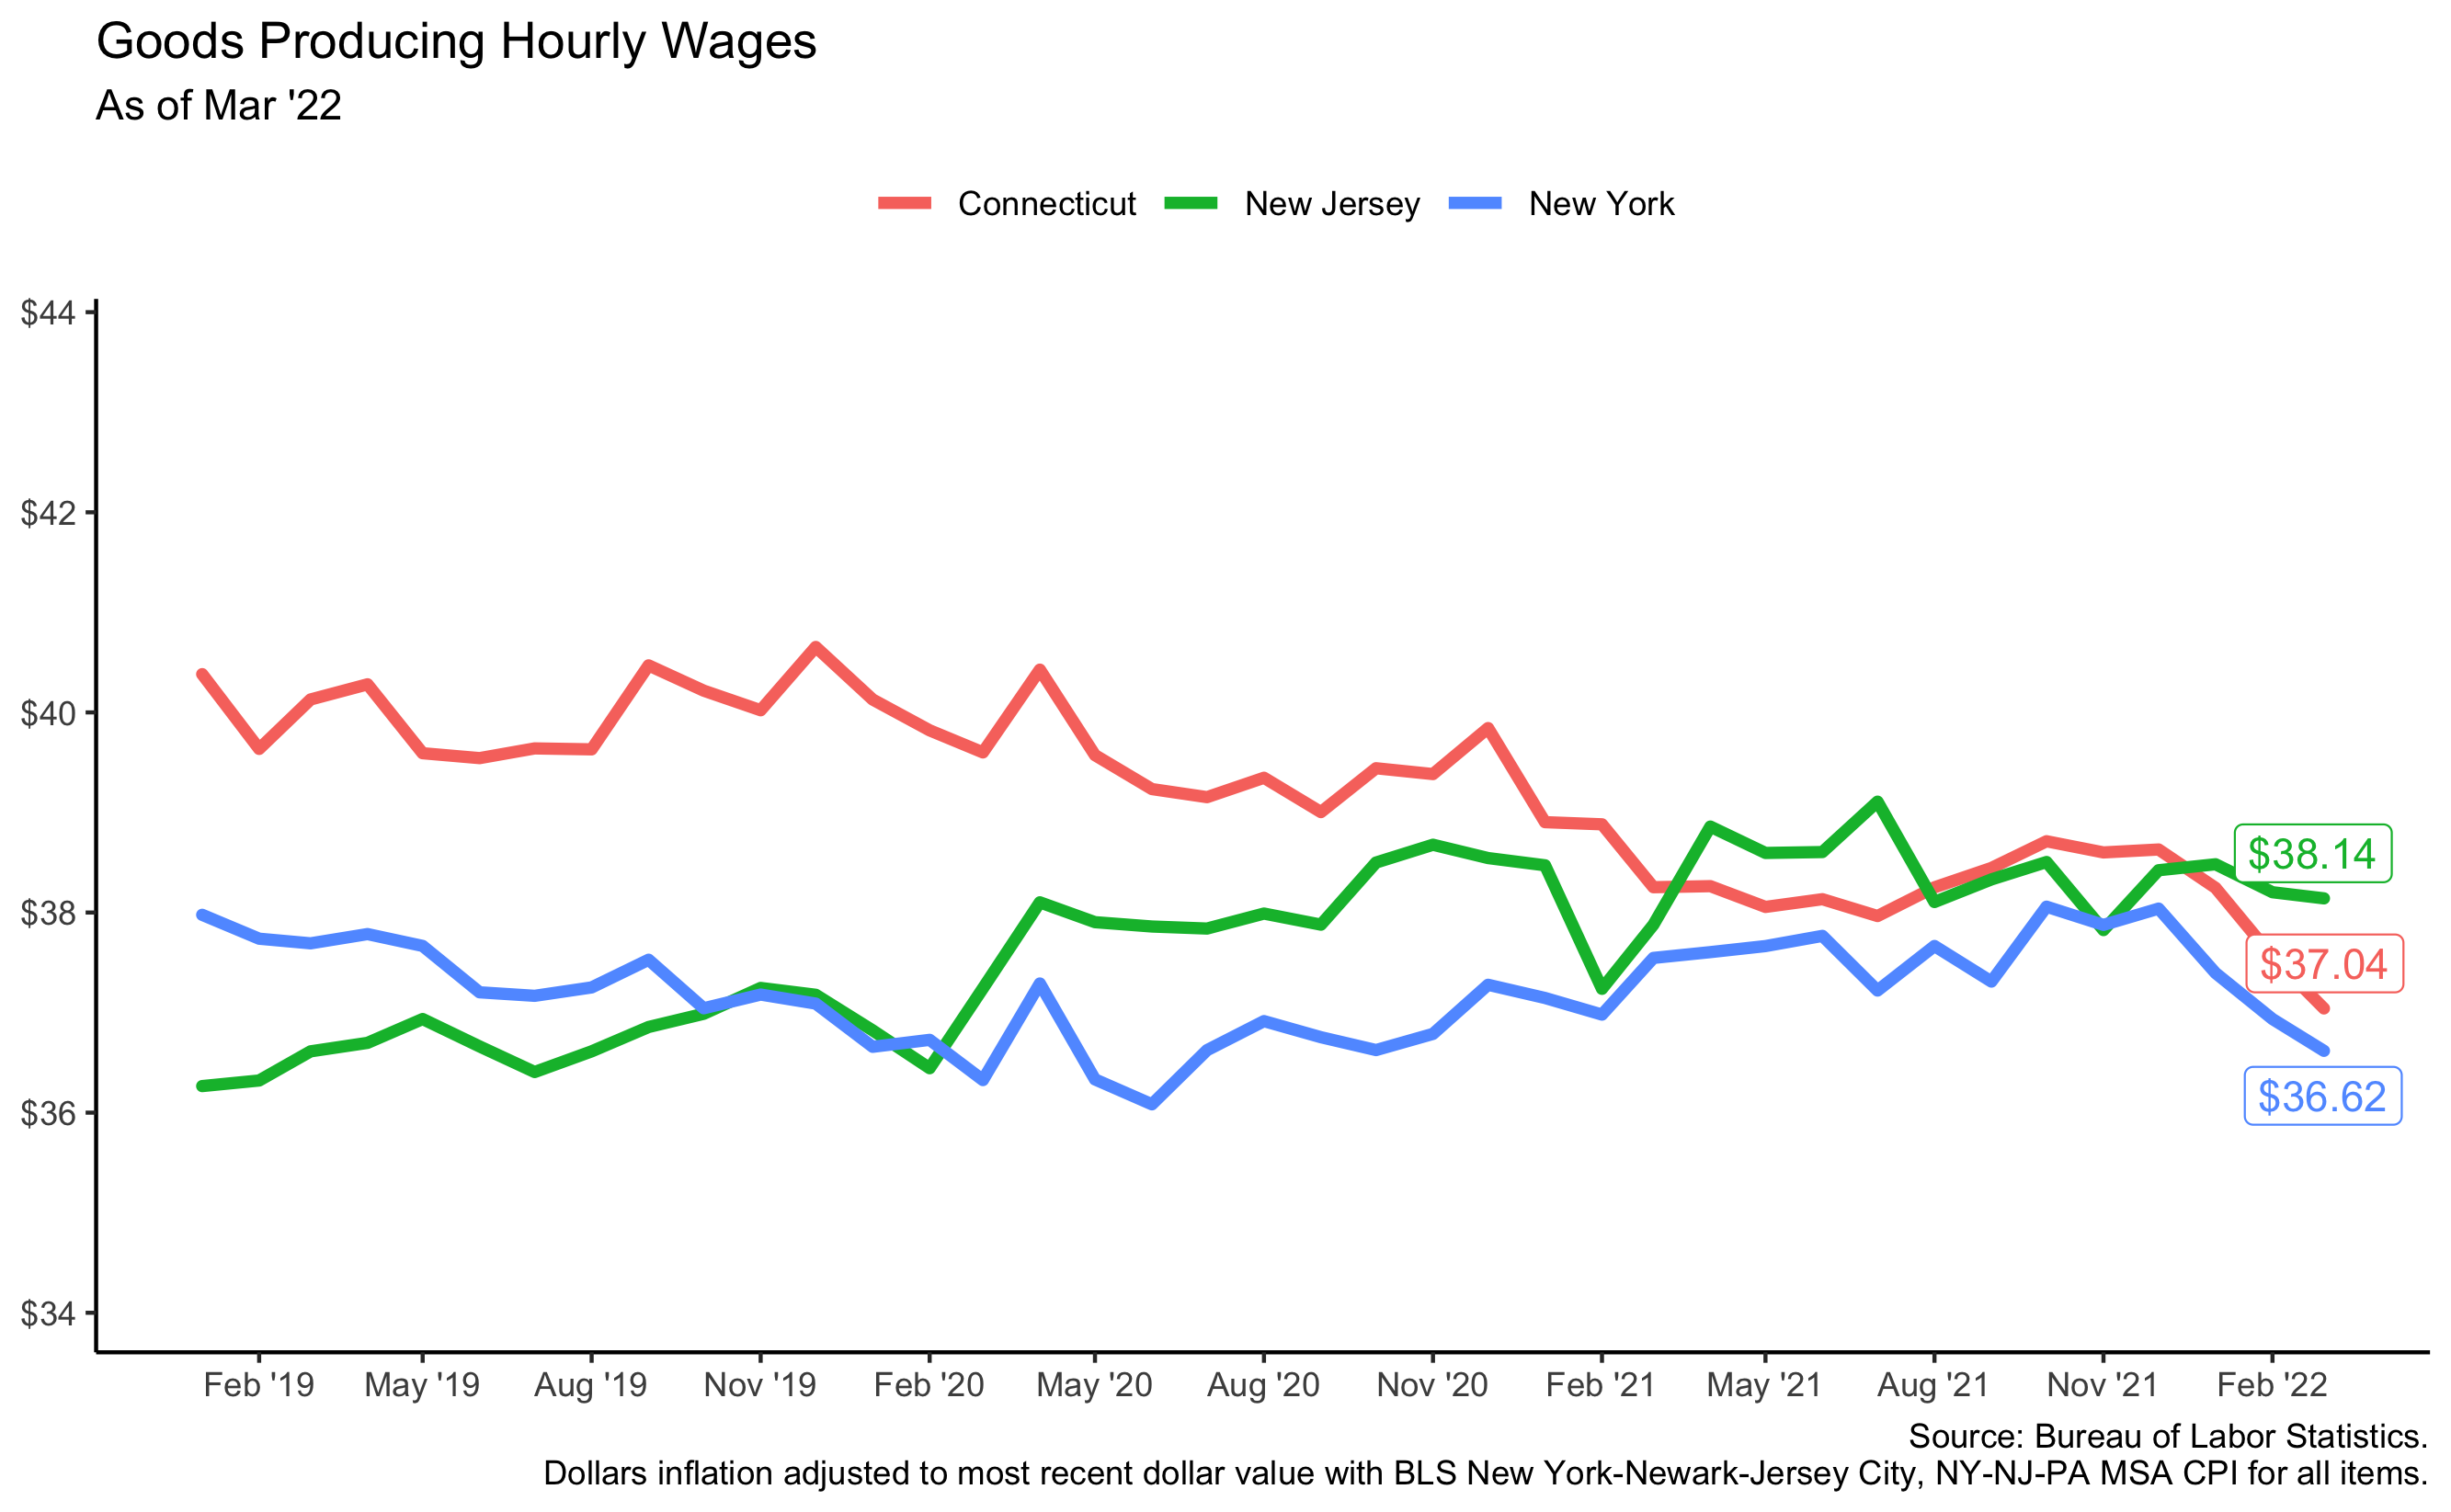 Goods Producing Hourly Wages
As of Mar '22
Connecticut New Jersey New York
$44
$42
$40
$38
$36
$34
$38.14
$37.04
$36.62
Feb '19 May '19 Aug '19 Nov '19 Feb '20 May '20 Aug '20 Nov '20 Feb '21 May '21 Aug '21 Nov '21 Feb '22
Source: Bureau of Labor Statistics.
Dollars inflation adjusted to most recent dollar value with BLS New York-Newark-Jersey City, NY-NJ-PA MSA CPI for all items.